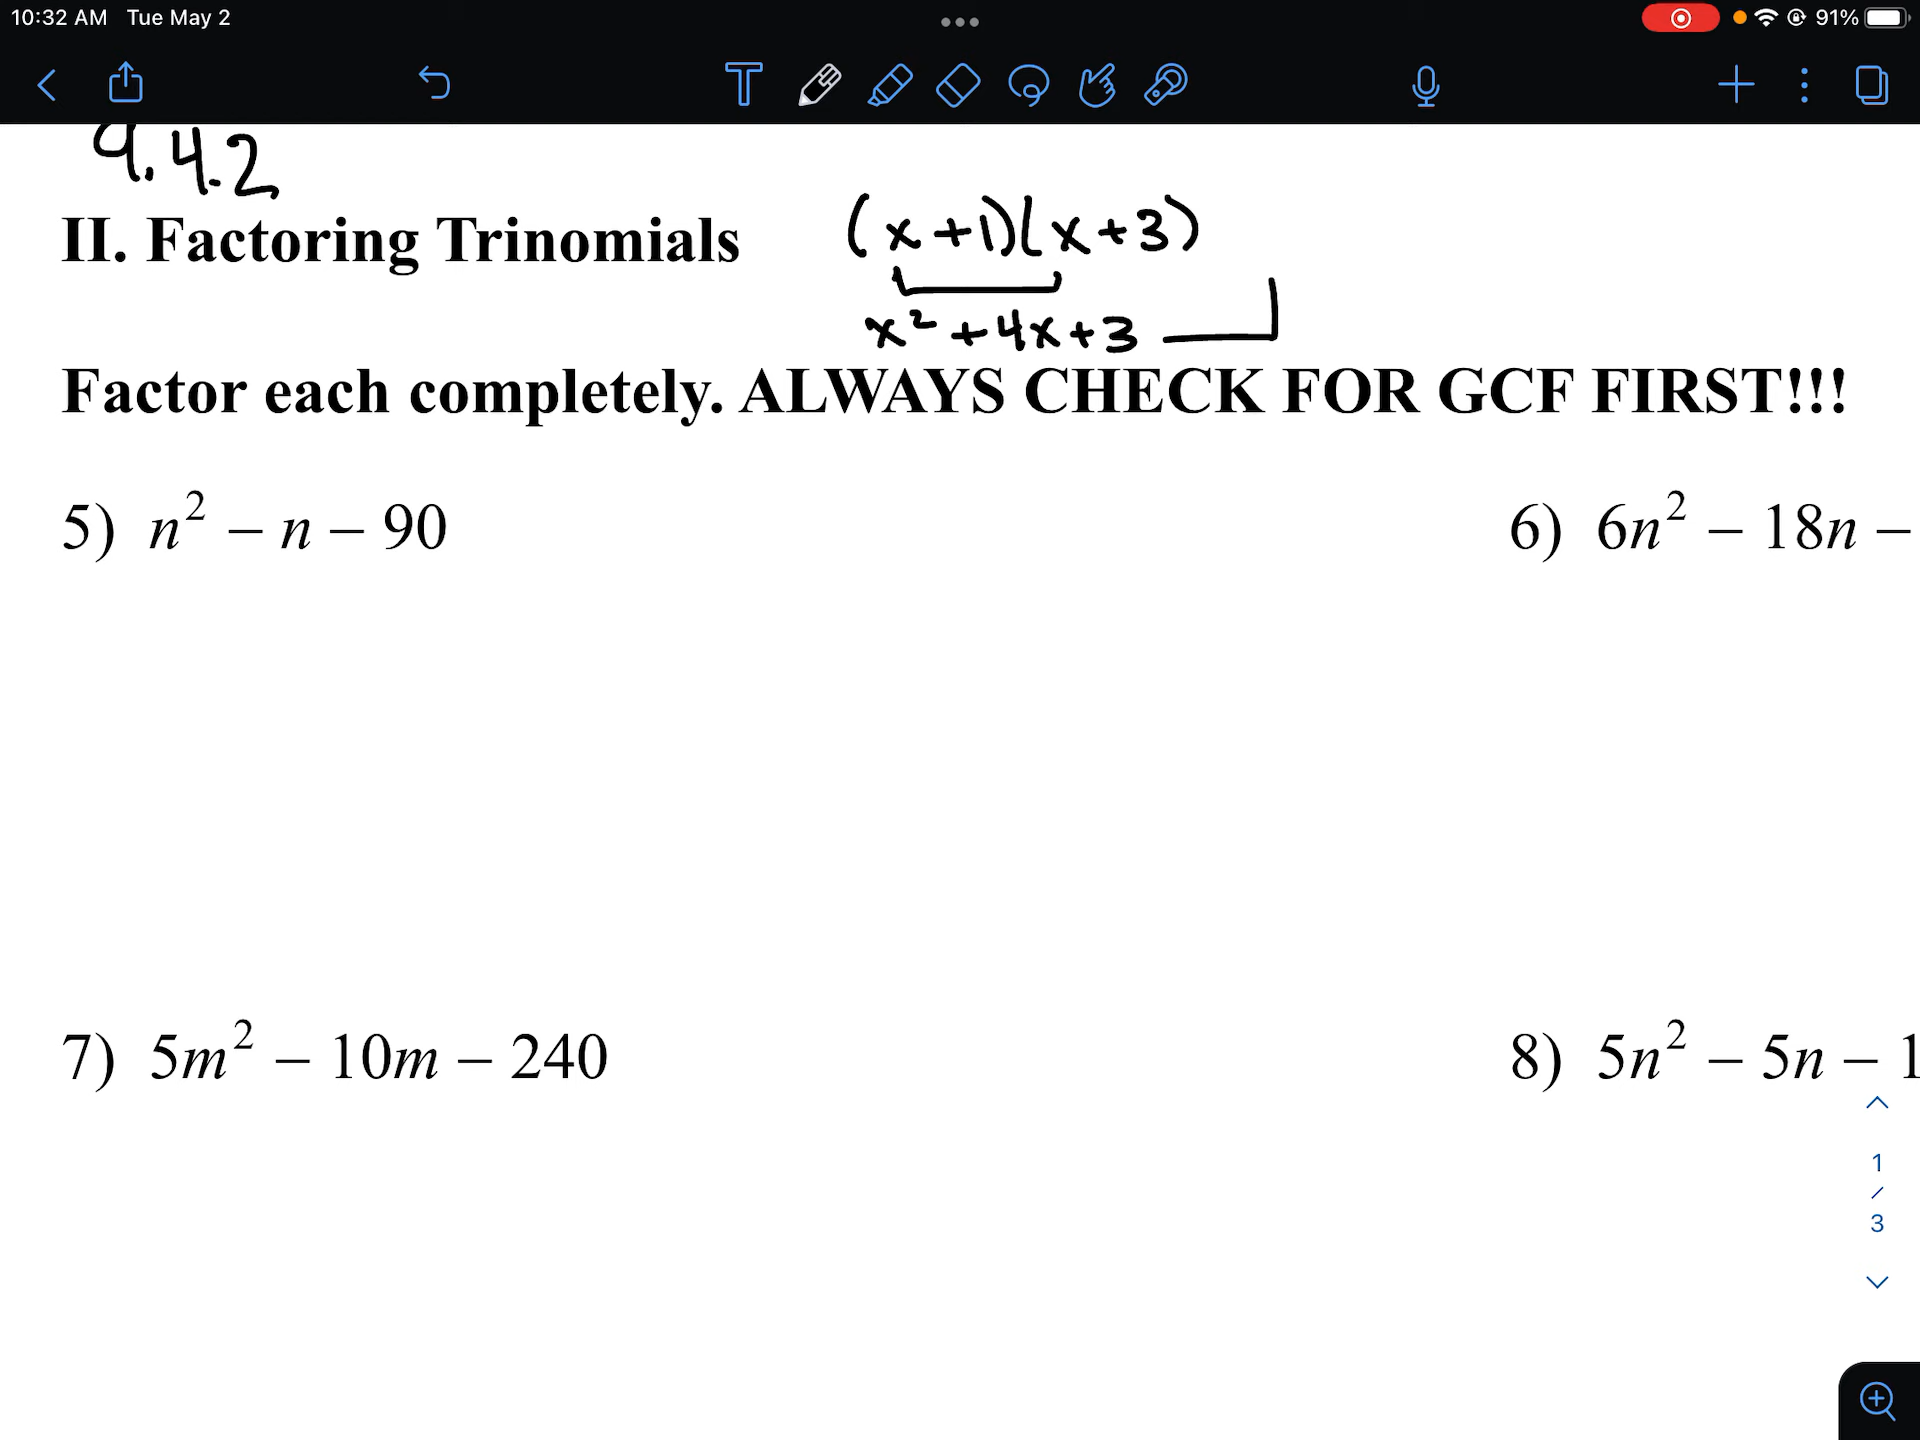 10:32 AM Tue May 2
91%
9.4.2
II. Factoring Trinomials
(x+1)(x+3)
x² +4x+3
Factor each completely. ALWAYS CHECK FOR GCF FIRST!!!
5) n² – n – 90
6) 6n² – 18n –
7) 5m² – 10m – 240
8) 5n² – 5n – 1
1
/
3